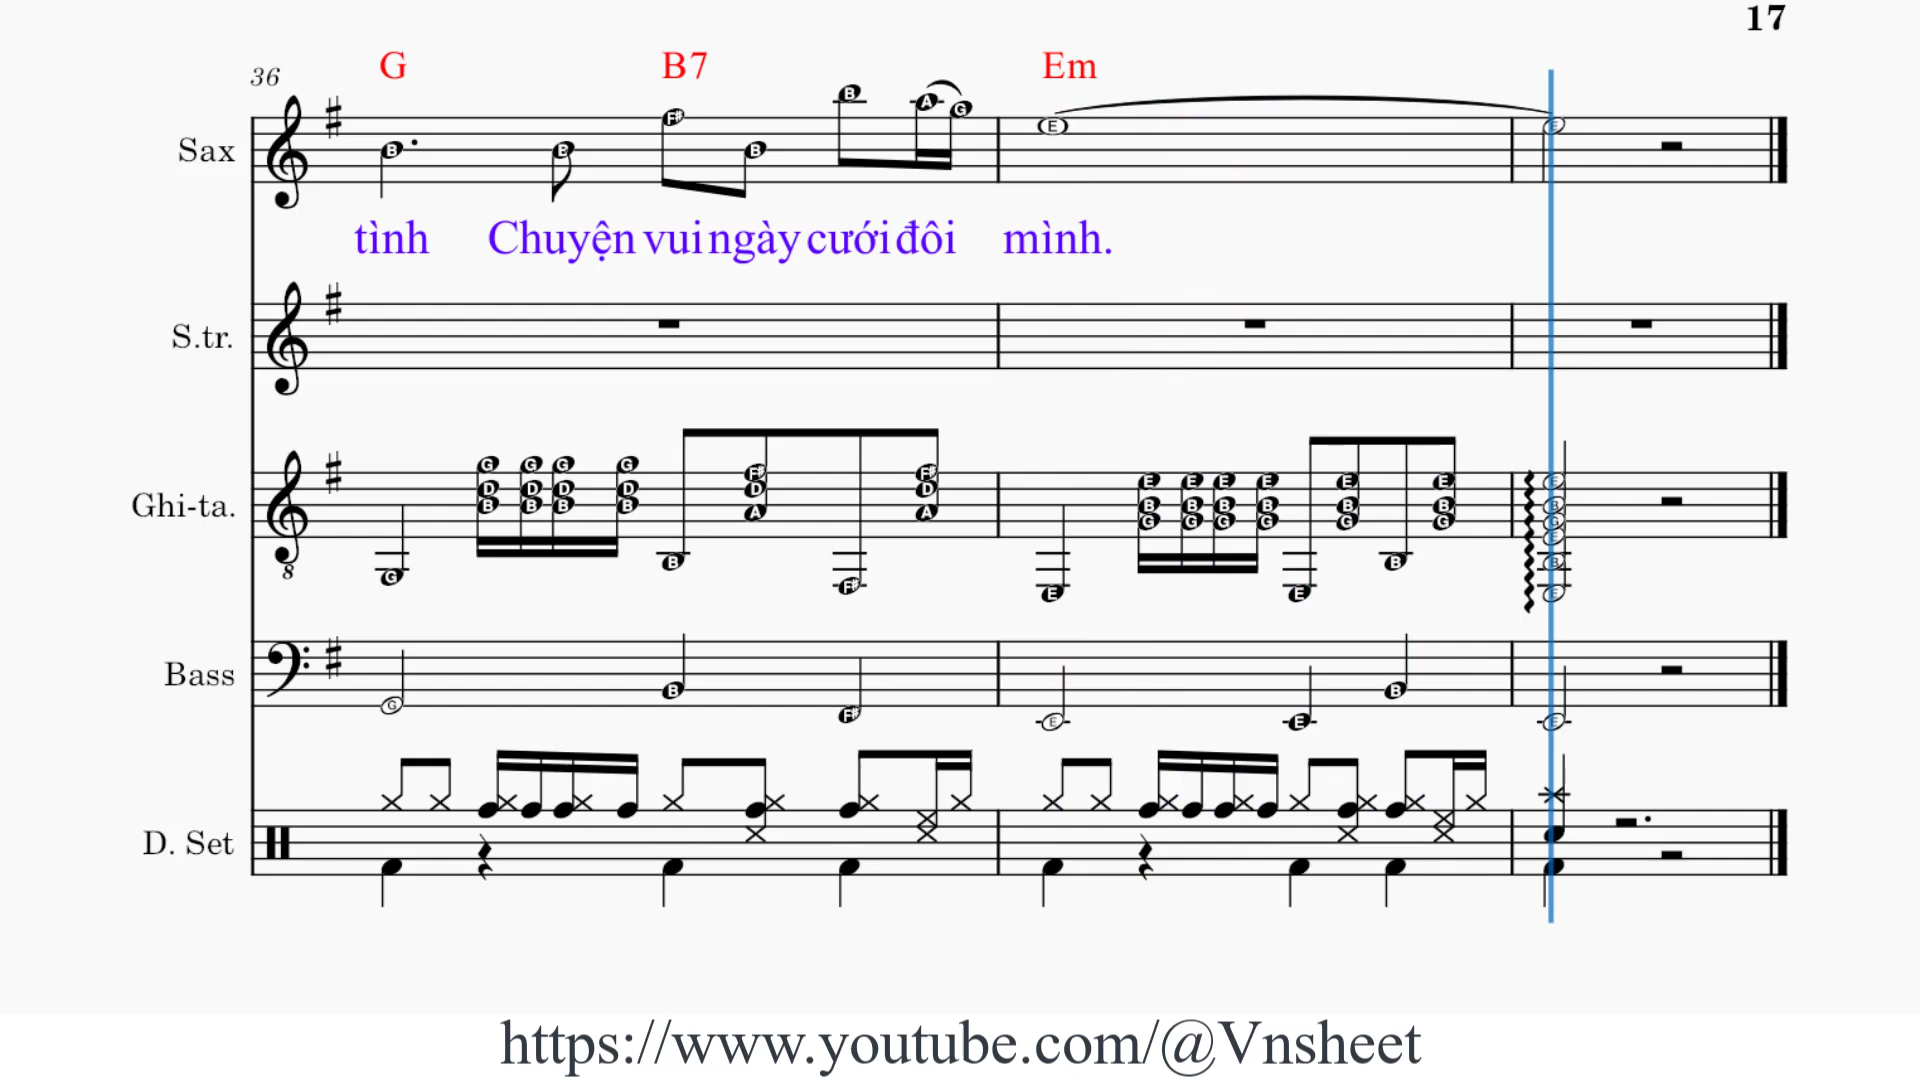 17
G B7 Em
36
Sax
tình Chuyện vui ngày cưới đôi mình.
S.tr.
Ghi-ta.
8
Bass
D. Set
https://www.youtube.com/@Vnsheet